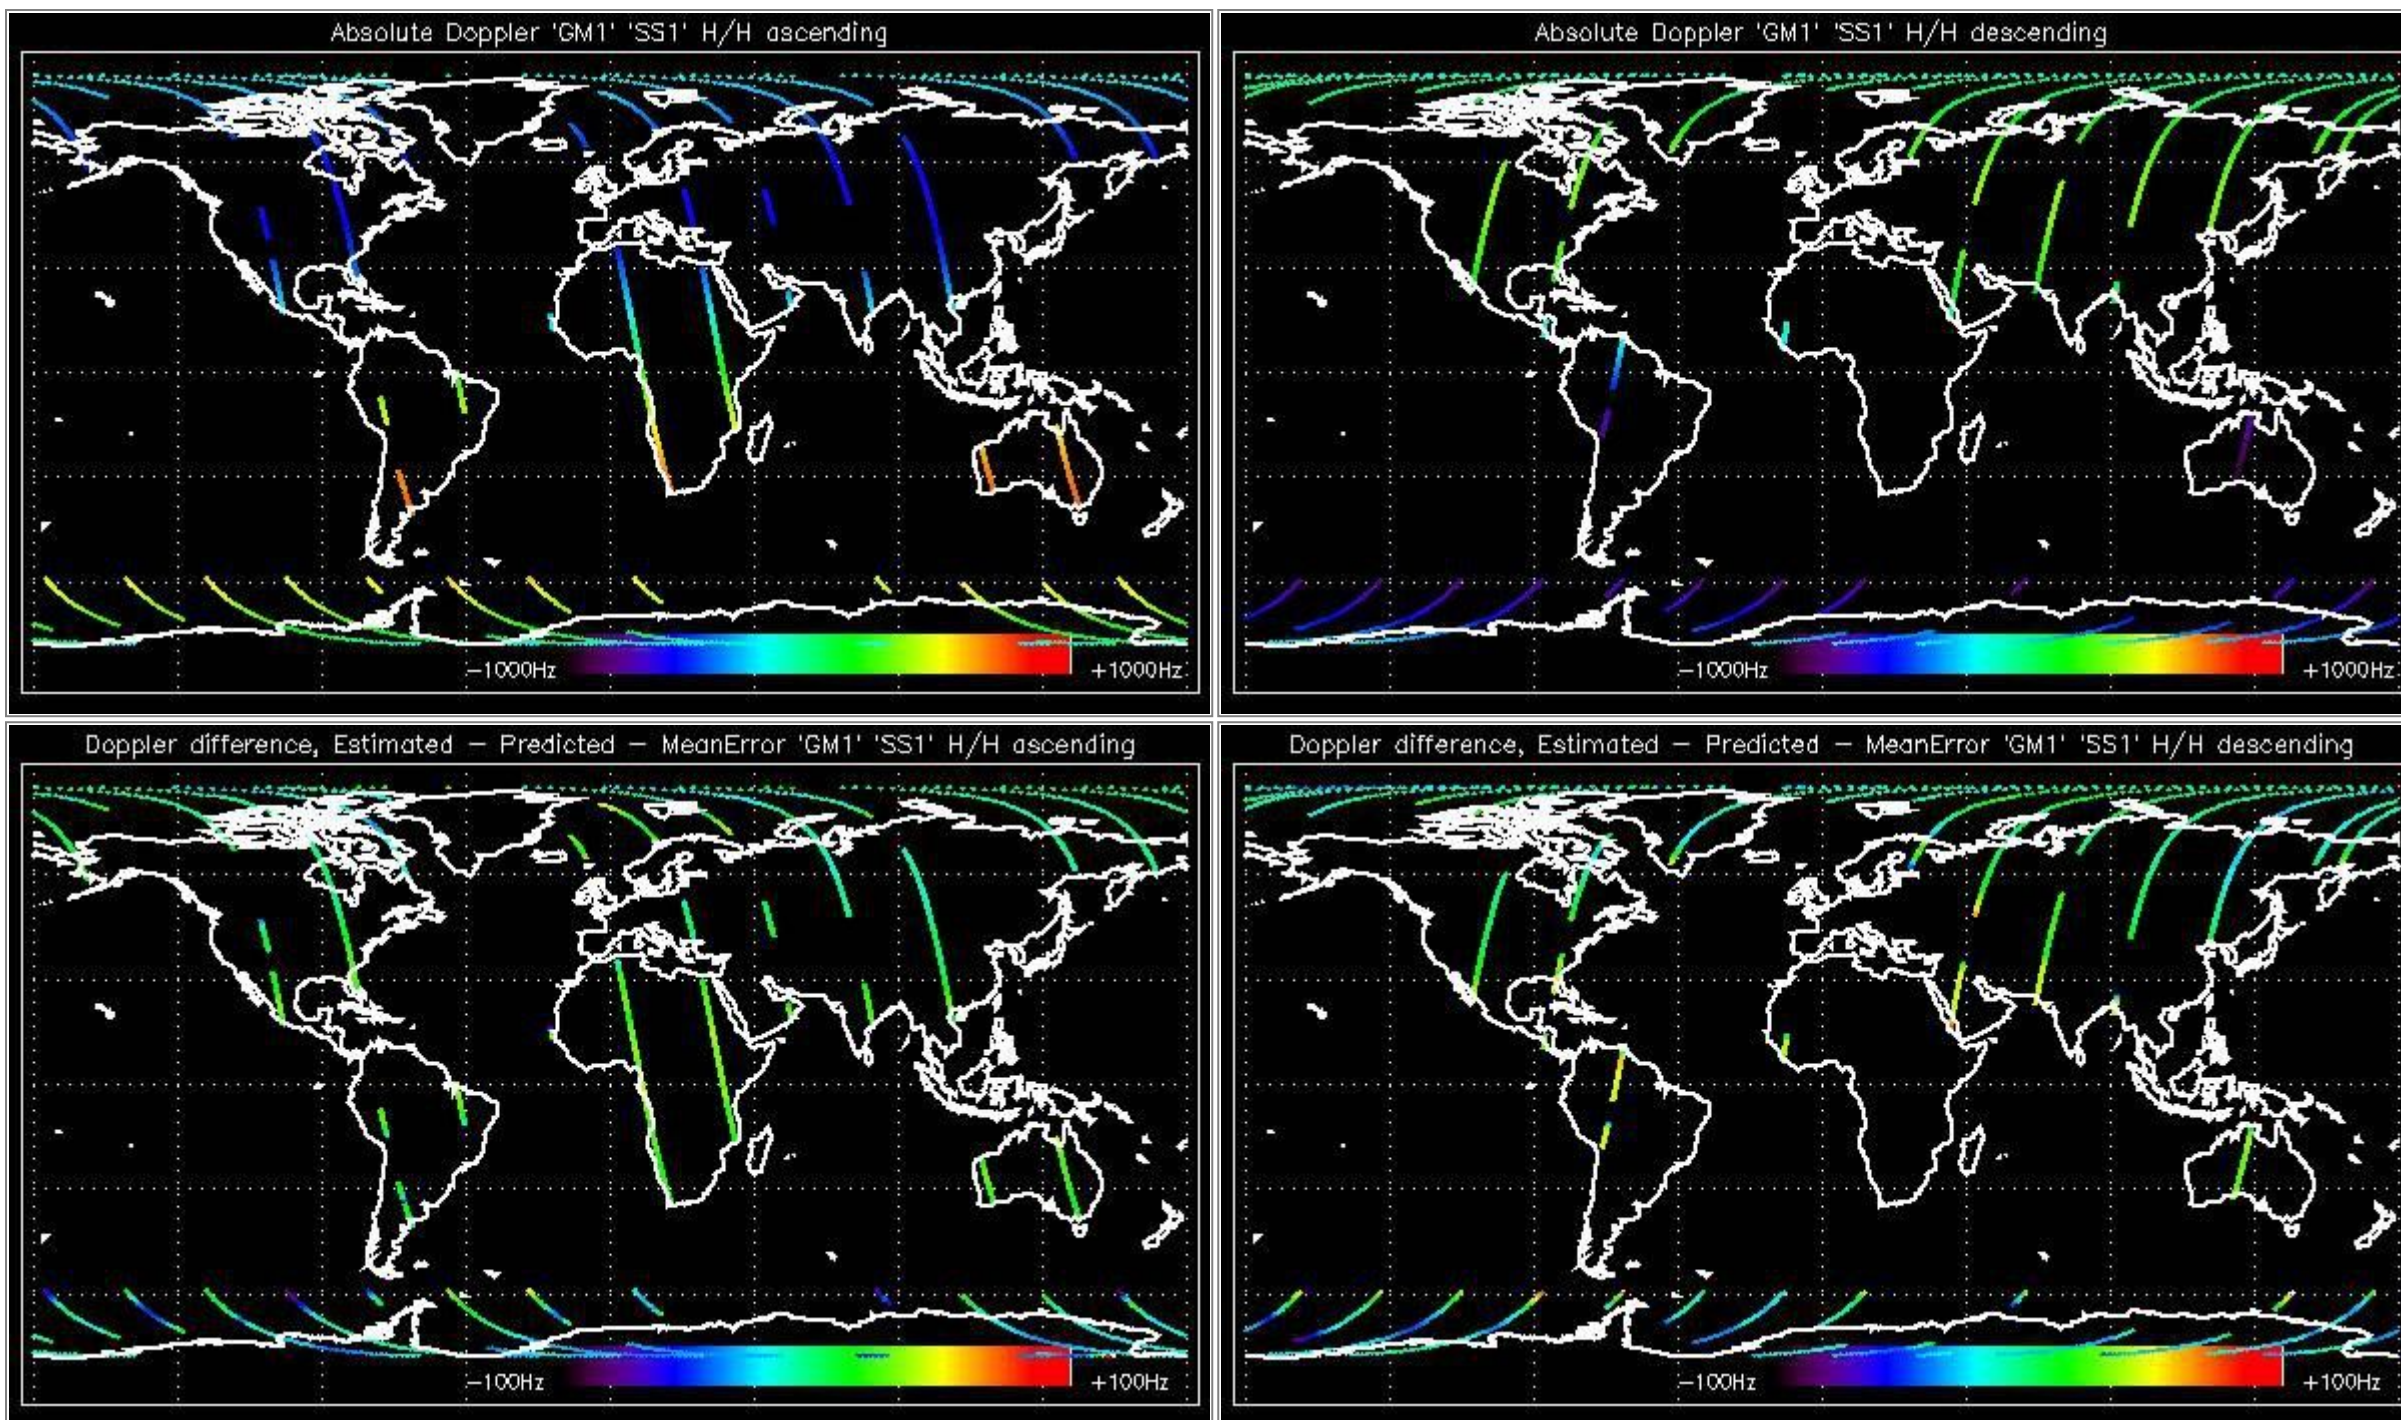 Absolute Doppler 'GM1' 'SS1' H/H ascending
−1000Hz
+1000Hz
Absolute Doppler 'GM1' 'SS1' H/H descending
−1000Hz
+1000Hz
Doppler difference, Estimated − Predicted − MeanError 'GM1' 'SS1' H/H ascending
−100Hz
+100Hz
Doppler difference, Estimated − Predicted − MeanError 'GM1' 'SS1' H/H descending
−100Hz
+100Hz